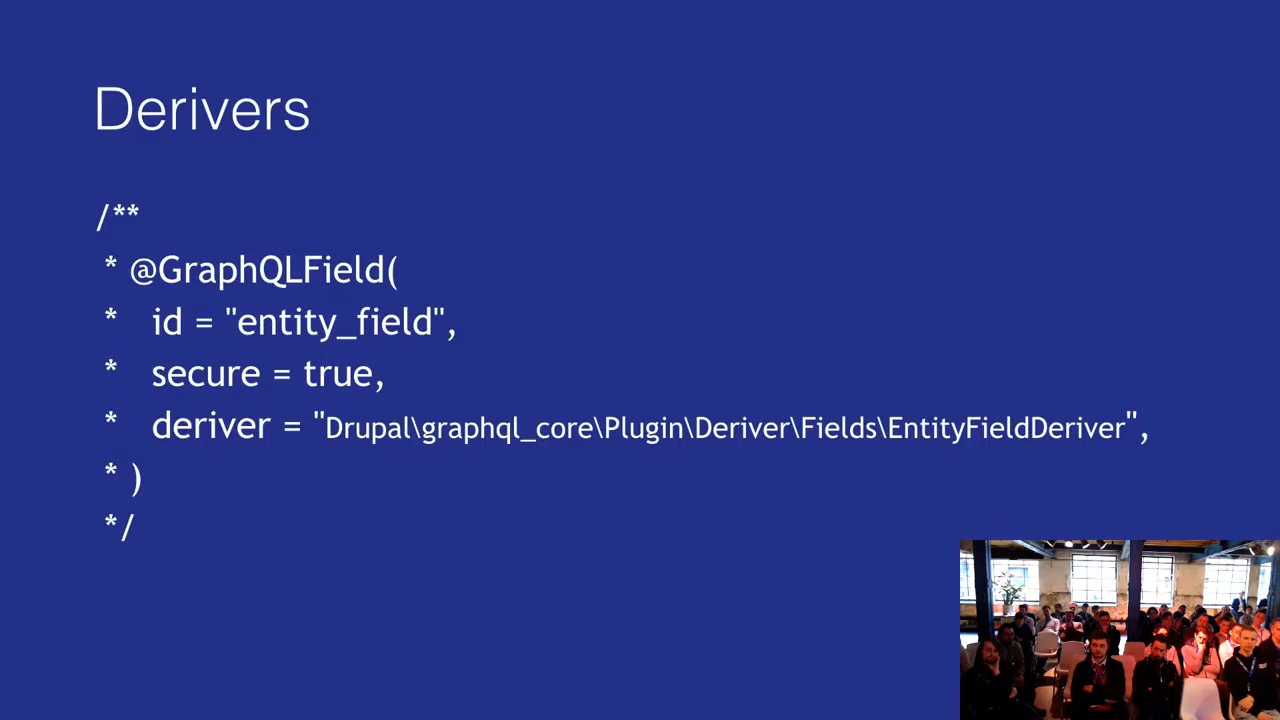 Derivers
/**
* @GraphQLField(
*   id = "entity_field",
*   secure = true,
*   deriver = "Drupal\graphql_core\Plugin\Deriver\Fields\EntityFieldDeriver",
* )
*/